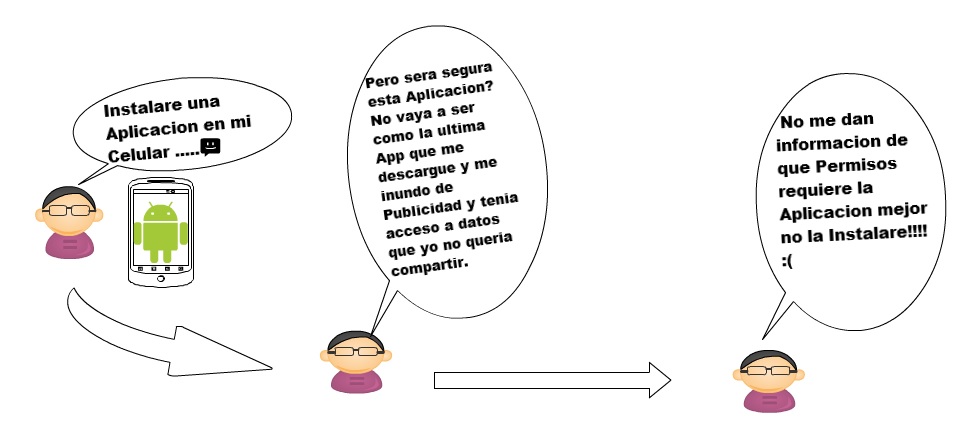 Instalare una
Aplicacion en mi
Celular .....
Pero sera segura
esta Aplicacion?
No vaya a ser
como la ultima
App que me
descargue y me
inundo de
Publicidad y tenia
acceso a datos
que yo no queria
compartir.
No me dan
informacion de
que Permisos
requiere la
Aplicacion mejor
no la Instalare!!!!
:(